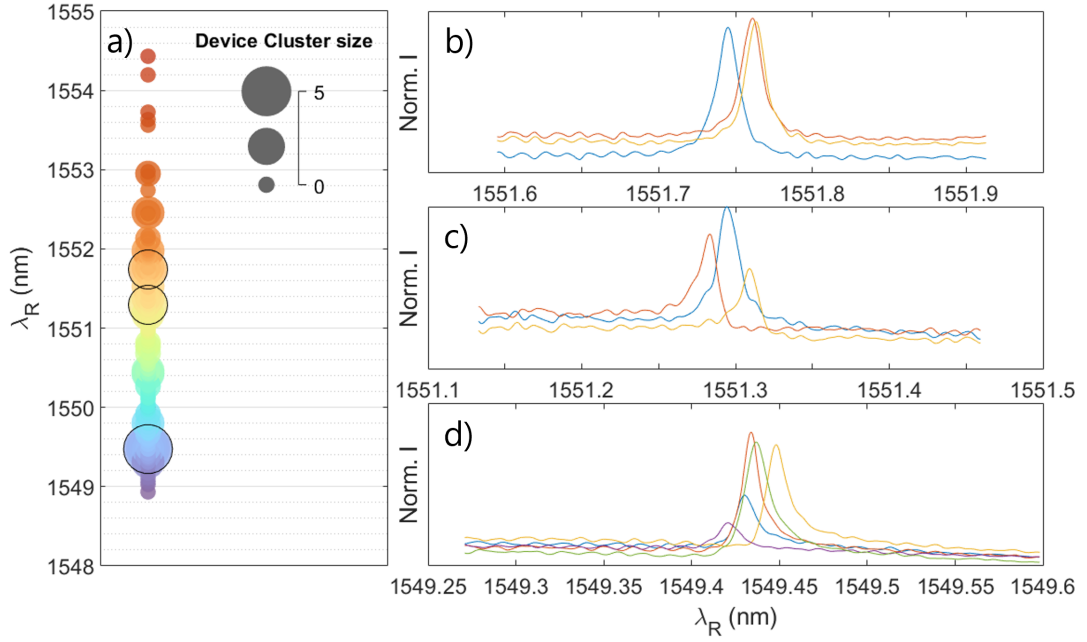 a)
Device Cluster size
5
0
1555
1554
1553
1552
1551
1550
1549
1548
λR (nm)
b)
Norm. I
1551.6 1551.7 1551.8 1551.9
c)
Norm. I
1551.1 1551.2 1551.3 1551.4 1551.5
d)
Norm. I
1549.25 1549.3 1549.35 1549.4 1549.45 1549.5 1549.55 1549.6
λR (nm)